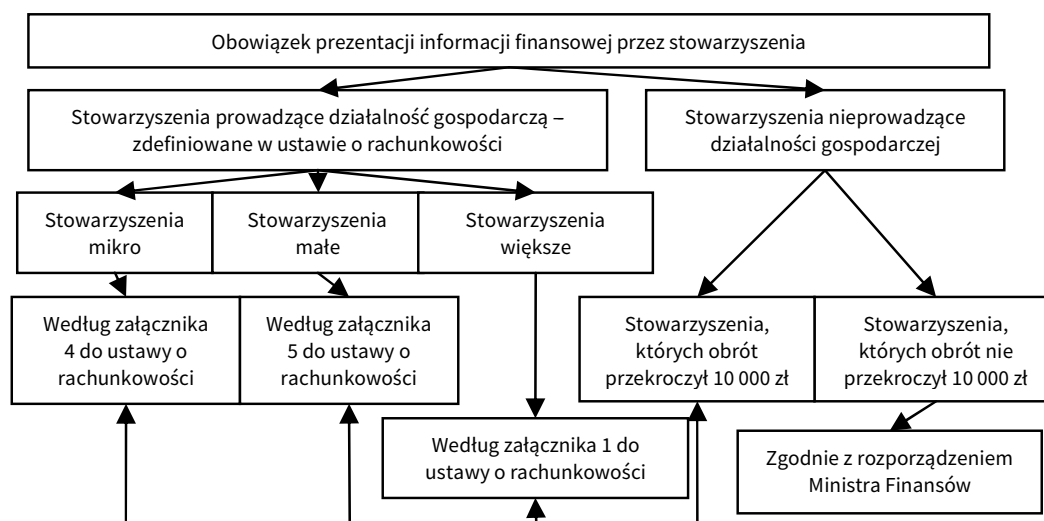 Obowiązek prezentacji informacji finansowej przez stowarzyszenia
Stowarzyszenia prowadzące działalność gospodarczą –
zdefiniowane w ustawie o rachunkowości
Stowarzyszenia nieprowadzące
działalności gospodarczej
Stowarzyszenia
mikro
Stowarzyszenia
małe
Stowarzyszenia
większe
Według załącznika
4 do ustawy o
rachunkowości
Według załącznika
5 do ustawy o
rachunkowości
Stowarzyszenia,
których obrót
przekroczył 10 000 zł
Stowarzyszenia,
których obrót nie
przekroczył 10 000 zł
Według załącznika 1 do
ustawy o rachunkowości
Zgodnie z rozporządzeniem
Ministra Finansów